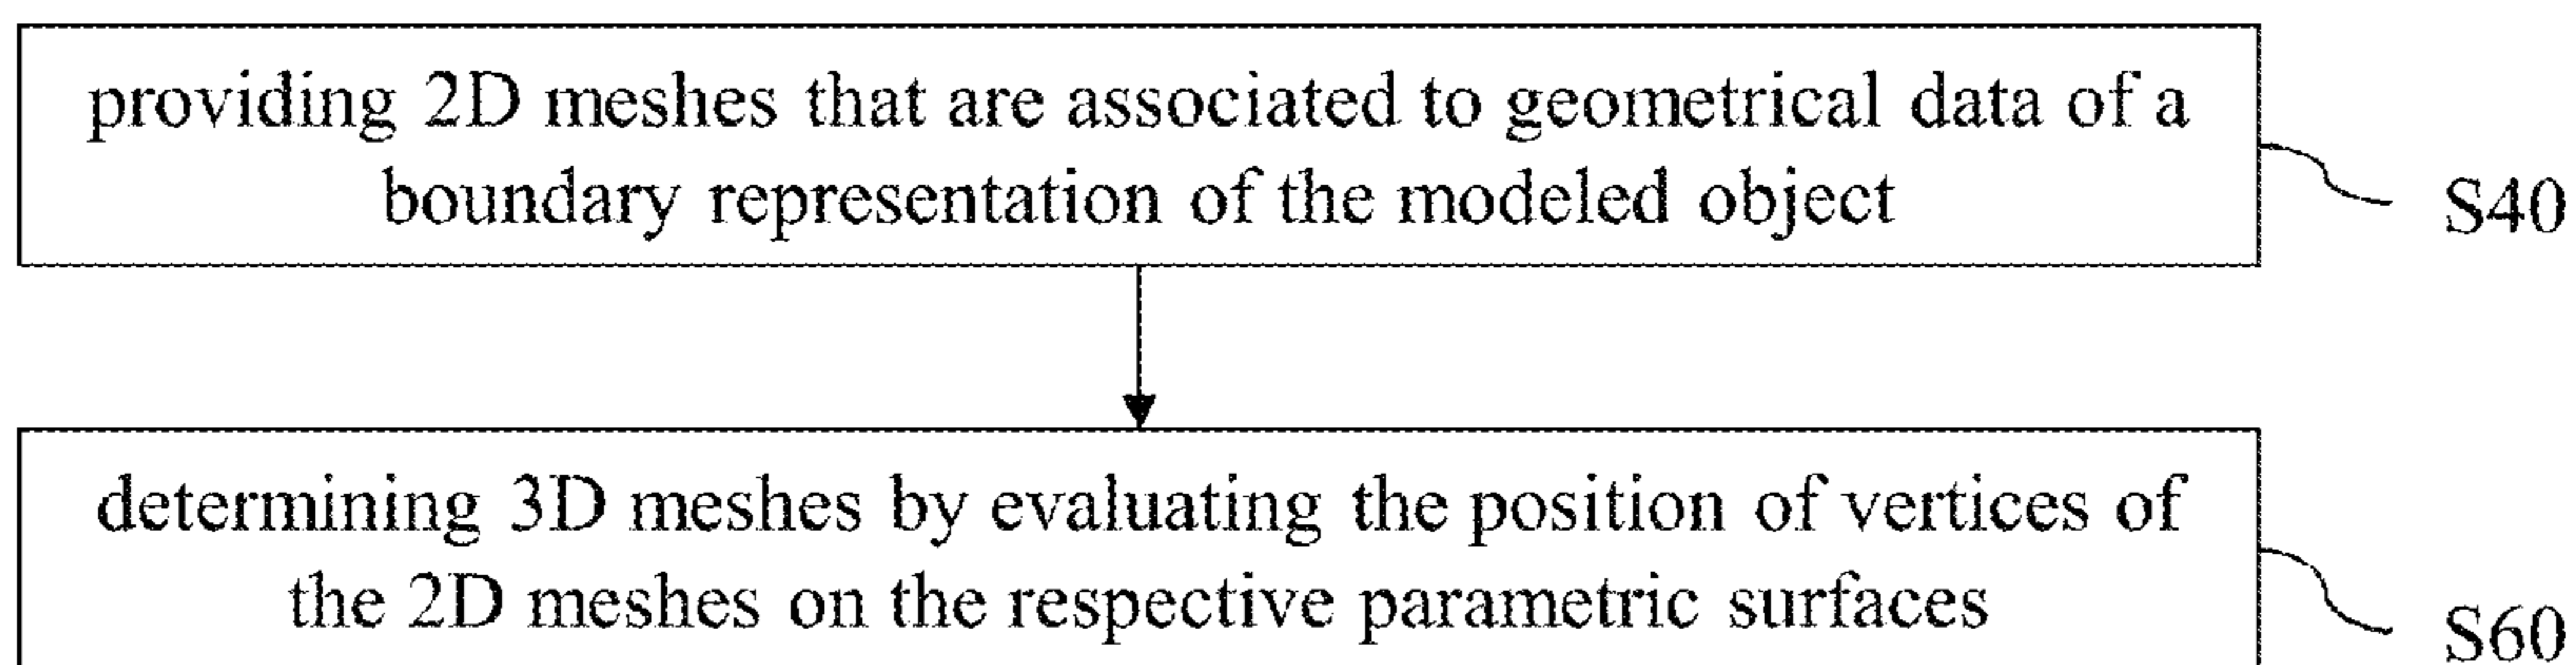 providing 2D meshes that are associated to geometrical data of a
boundary representation of the modeled object
S40
determining 3D meshes by evaluating the position of vertices of
the 2D meshes on the respective parametric surfaces
S60